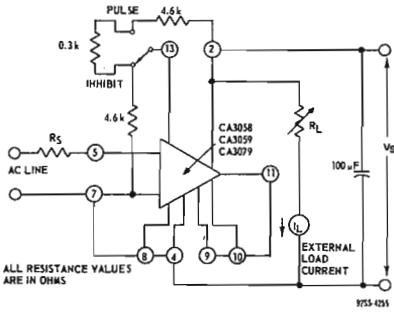 PULSE
4.6k
0.3k
INHIBIT
13
2
4.6k
CA3058
CA3059
CA3079
RL
100 µF
VS
RS
5
AC LINE
7
11
8
4
9
10
IL
EXTERNAL
LOAD
CURRENT
ALL RESISTANCE VALUES
ARE IN OHMS
92SS-4255